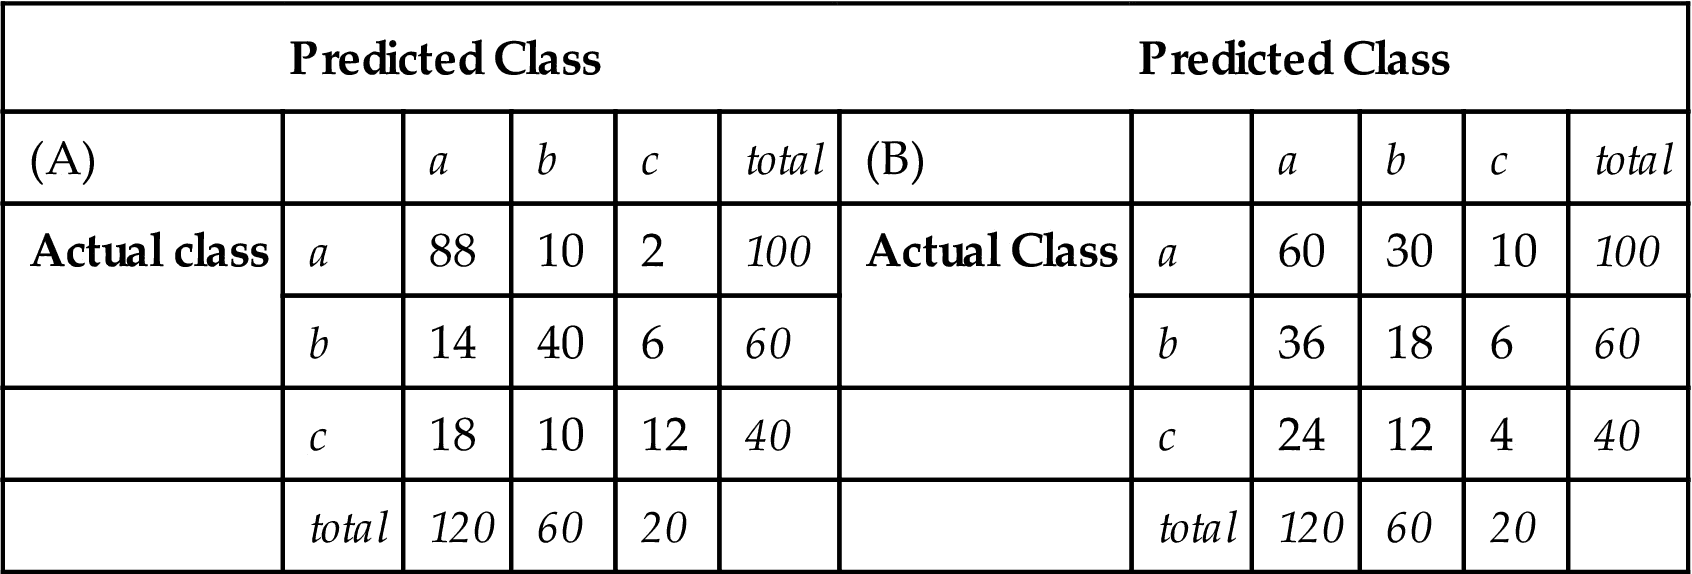 Predicted Class Predicted Class
(A) a b c total (B) a b c total
Actual class a 88 10 2 100 Actual Class a 60 30 10 100
b 14 40 6 60 b 36 18 6 60
c 18 10 12 40 c 24 12 4 40
total 120 60 20 total 120 60 20